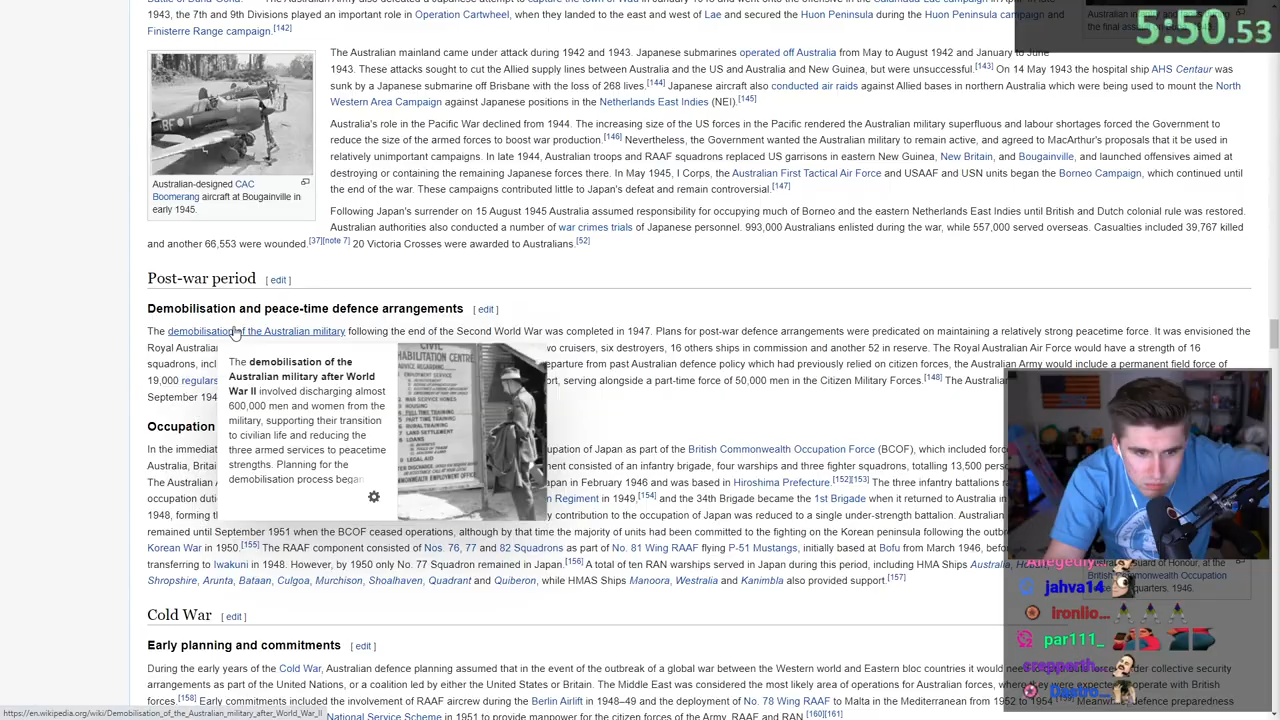 Battle of Dakar
capture the town of Wau in January 1943 and went onto the offensive in the Salamaua-Lae campaign in April
1943, the 7th and 9th Divisions played an important role in Operation Cartwheel, when they landed to the east and west of Lae and secured the Huon Peninsula during the Huon Peninsula campaign and
Finisterre Range campaign.[142]
5:50.53
The Australian mainland came under attack during 1942 and 1943. Japanese submarines operated off Australia from May to August 1942 and January to June
1943. These attacks sought to cut the Allied supply lines between Australia and the US and Australia and New Guinea, but were unsuccessful.[143] On 14 May 1943 the hospital ship AHS Centaur was
sunk by a Japanese submarine off Brisbane with the loss of 268 lives.[144] Japanese aircraft also conducted air raids against Allied bases in northern Australia which were being used to mount the North
Western Area Campaign against Japanese positions in the Netherlands East Indies (NEI).[145]
Australia's role in the Pacific War declined from 1944. The increasing size of the US forces in the Pacific rendered the Australian military superfluous and labour shortages forced the Government to
reduce the size of the armed forces to boost war production.[146] Nevertheless, the Government wanted the Australian military to remain active, and agreed to MacArthur's proposals that it be used in
relatively unimportant campaigns. In late 1944, Australian troops and RAAF squadrons replaced US garrisons in eastern New Guinea, New Britain, and Bougainville, and launched offensives aimed at
destroying or containing the remaining Japanese forces there. In May 1945, I Corps, the Australian First Tactical Air Force and USAAF and USN units began the Borneo Campaign, which continued until
the end of the war. These campaigns contributed little to Japan's defeat and remain controversial.[147]
Australian-designed CAC
Boomerang aircraft at Bougainville in
early 1945.
Following Japan's surrender on 15 August 1945 Australia assumed responsibility for occupying much of Borneo and the eastern Netherlands East Indies until British and Dutch colonial rule was restored.
Australian authorities also conducted a number of war crimes trials of Japanese personnel. 993,000 Australians enlisted during the war, while 557,000 served overseas. Casualties included 39,767 killed
and another 66,553 were wounded.[37][note 7] 20 Victoria Crosses were awarded to Australians.[52]
Post-war period [ edit ]
Demobilisation and peace-time defence arrangements [ edit ]
The demobilisation of the Australian military following the end of the Second World War was completed in 1947. Plans for post-war defence arrangements were predicated on maintaining a relatively strong peacetime force. It was envisioned the
Royal Australian wo cruisers, six destroyers, 16 others ships in commission and another 52 in reserve. The Royal Australian Air Force would have a strength of 16
squadrons, incl eparture from past Australian defence policy which had previously relied on citizen forces, the Australian Army would include a permanent field force of
19,000 regulars ort, serving alongside a part-time force of 50,000 men in the Citizen Military Forces.[148] The Australian
September 194
The demobilisation of the
Australian military after World
War II involved discharging almost
600,000 men and women from the
military, supporting their transition
to civilian life and reducing the
three armed services to peacetime
strengths. Planning for the
demobilisation process began
Occupation
In the immediat upation of Japan as part of the British Commonwealth Occupation Force (BCOF), which included forc
Australia, Britai nent consisted of an infantry brigade, four warships and three fighter squadrons, totalling 13,500 pers
The Australian A apan in February 1946 and was based in Hiroshima Prefecture.[152][153] The three infantry battalions ra
occupation duti n Regiment in 1949,[154] and the 34th Brigade became the 1st Brigade when it returned to Australia in
1948, forming th y contribution to the occupation of Japan was reduced to a single under-strength battalion. Australian
remained until September 1951 when the BCOF ceased operations, although by that time the majority of units had been committed to the fighting on the Korean peninsula following the outb
Korean War in 1950.[155] The RAAF component consisted of Nos. 76, 77 and 82 Squadrons as part of No. 81 Wing RAAF flying P-51 Mustangs, initially based at Bofu from March 1946, befo
transferring to Iwakuni in 1948. However, by 1950 only No. 77 Squadron remained in Japan.[156] A total of ten RAN warships served in Japan during this period, including HMA Ships Australia, Ho
Shropshire, Arunta, Bataan, Culgoa, Murchison, Shoalhaven, Quadrant and Quiberon, while HMAS Ships Manoora, Westralia and Kanimbla also provided support.[157]
Guard of Honour, at the
British Commonwealth Occupation
quarters, 1946.
jahva14
ironlio...
par111_
Cold War [ edit ]
Early planning and commitments [ edit ]
During the early years of the Cold War, Australian defence planning assumed that in the event of the outbreak of a global war between the Western world and Eastern bloc countries it would need to contribute forces under collective security
arrangements as part of the United Nations, or a coalition led by either the United States or Britain. The Middle East was considered the most likely area of operations for Australian forces, where they were expected to operate with British
forces.[158] Early commitments included the involvement of RAAF aircrew during the Berlin Airlift in 1948–49 and the deployment of No. 78 Wing RAAF to Malta in the Mediterranean from 1952 to 1954.[159] Meanwhile, defence preparedness
National Service Scheme in 1951 to provide manpower for the citizen forces of the Army, RAAF and RAN.[160][161]
https://en.wikipedia.org/wiki/Demobilisation_of_the_Australian_military_after_World_War_II